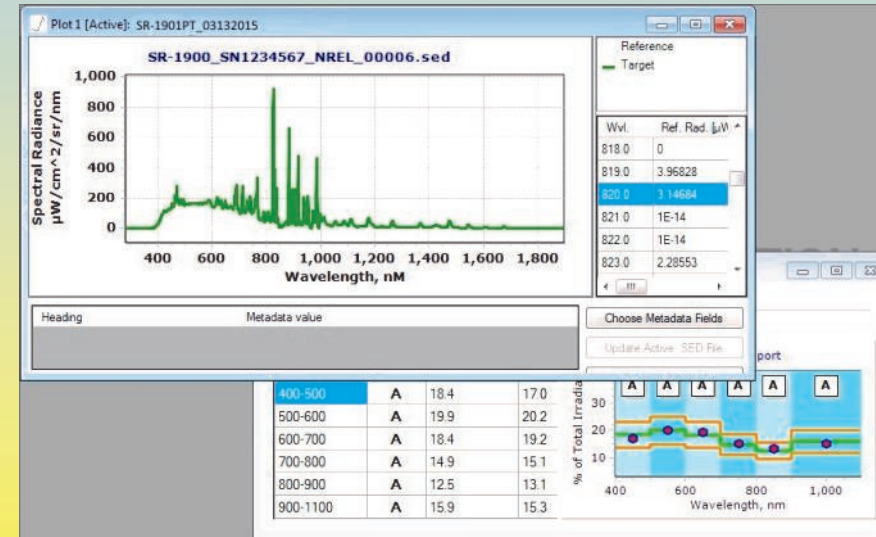 Plot 1 [Active]: SR-1901PT_03132015
SR-1900_SN1234567_NREL_00006.sed
Spectral Radiance
µW/cm^2/sr/nm
1,000
800
600
400
200
0
400 600 800 1,000 1,200 1,400 1,600 1,800
Wavelength, nM
Reference
Target
Wvl. Ref. Rad. [µW
818.0 0
819.0 3.96828
820.0 3.14684
821.0 1E-14
822.0 1E-14
823.0 2.28553
Heading Metadata value
Choose Metadata Fields
Update Active .SED File
port
400-500 A 18.4 17.0
500-600 A 19.9 20.2
600-700 A 18.4 19.2
700-800 A 14.9 15.1
800-900 A 12.5 13.1
900-1100 A 15.9 15.3
% of Total Irradia
A A A A A A
30
20
10
400 600 800 1,000
Wavelength, nm